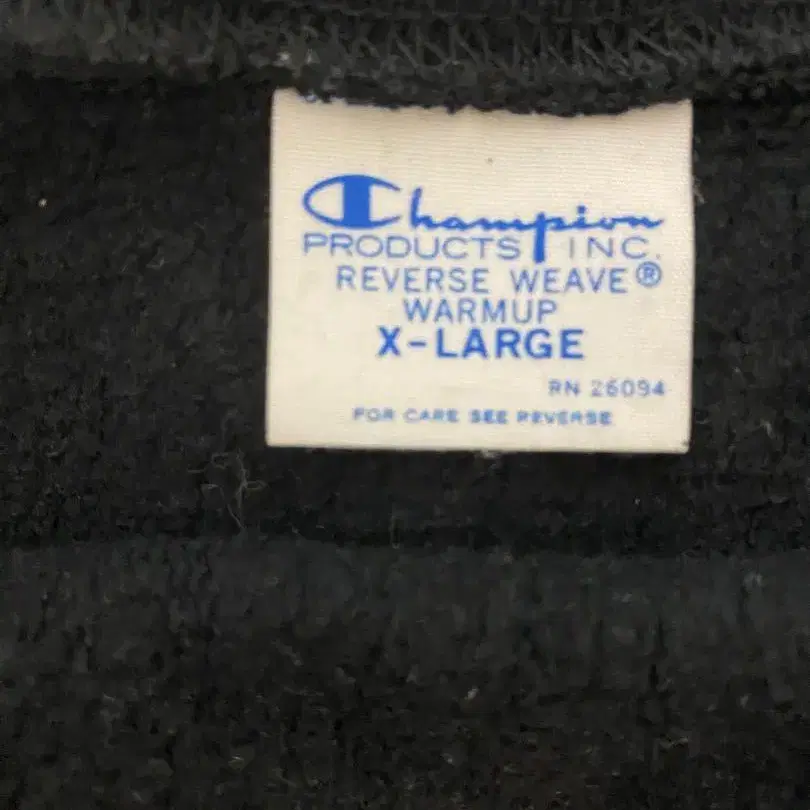 Champion
PRODUCTS INC.
REVERSE WEAVE®
WARMUP
X-LARGE
RN 26094
FOR CARE SEE REVERSE